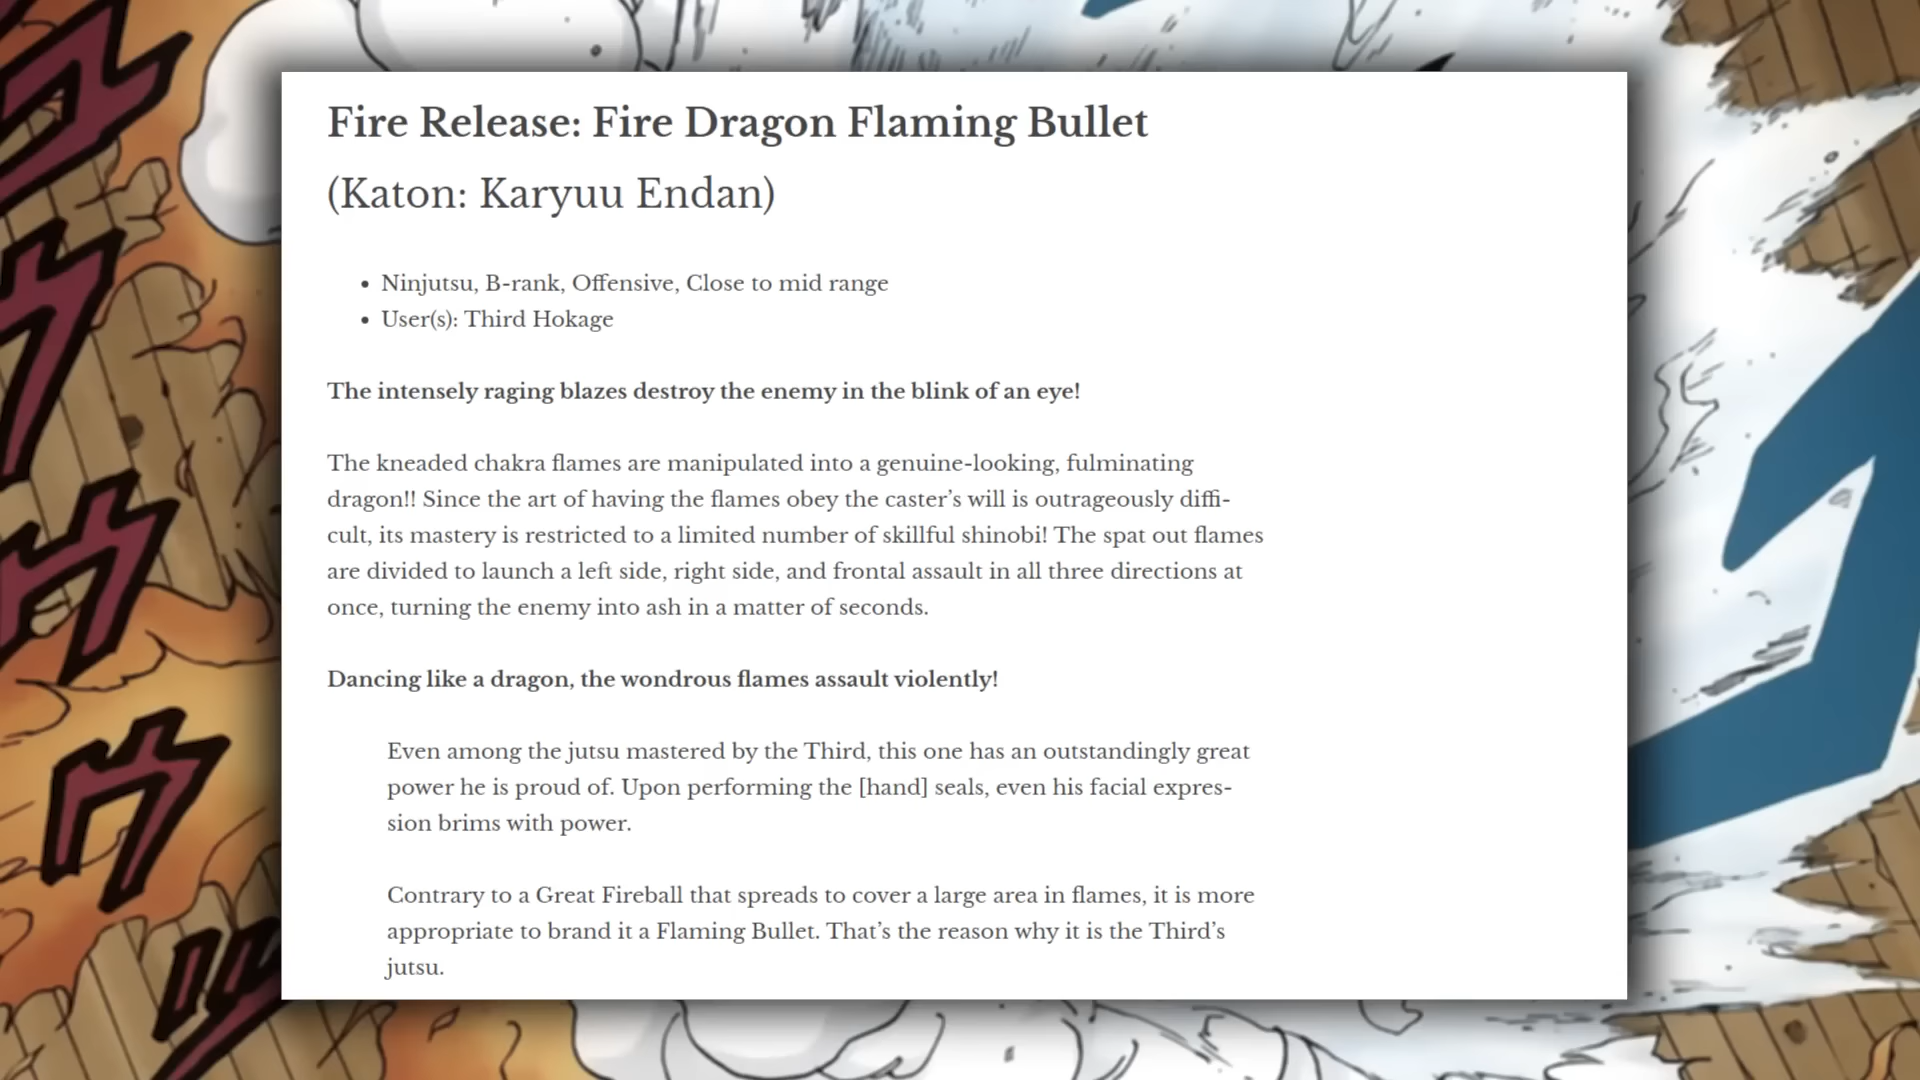 Fire Release: Fire Dragon Flaming Bullet
(Katon: Karyuu Endan)
• Ninjutsu, B-rank, Offensive, Close to mid range
• User(s): Third Hokage
The intensely raging blazes destroy the enemy in the blink of an eye!
The kneaded chakra flames are manipulated into a genuine-looking, fulminating
dragon!! Since the art of having the flames obey the caster’s will is outrageously diffi-
cult, its mastery is restricted to a limited number of skillful shinobi! The spat out flames
are divided to launch a left side, right side, and frontal assault in all three directions at
once, turning the enemy into ash in a matter of seconds.
Dancing like a dragon, the wondrous flames assault violently!
Even among the jutsu mastered by the Third, this one has an outstandingly great
power he is proud of. Upon performing the [hand] seals, even his facial expres-
sion brims with power.
Contrary to a Great Fireball that spreads to cover a large area in flames, it is more
appropriate to brand it a Flaming Bullet. That’s the reason why it is the Third’s
jutsu.